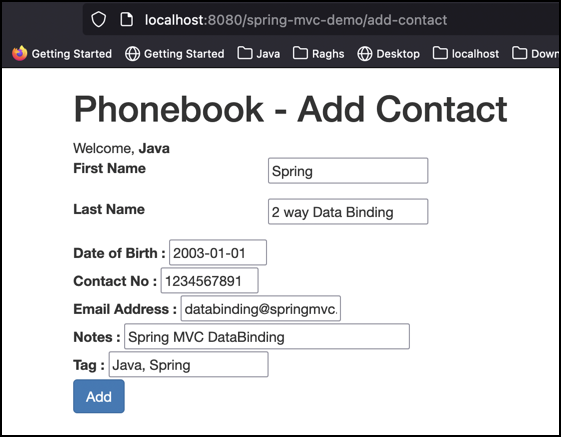 localhost:8080/spring-mvc-demo/add-contact
Getting Started Getting Started Java Raghs Desktop localhost Down
Phonebook - Add Contact
Welcome, Java
First Name Spring
Last Name 2 way Data Binding
Date of Birth : 2003-01-01
Contact No : 1234567891
Email Address : databinding@springmvc.
Notes : Spring MVC DataBinding
Tag : Java, Spring
Add